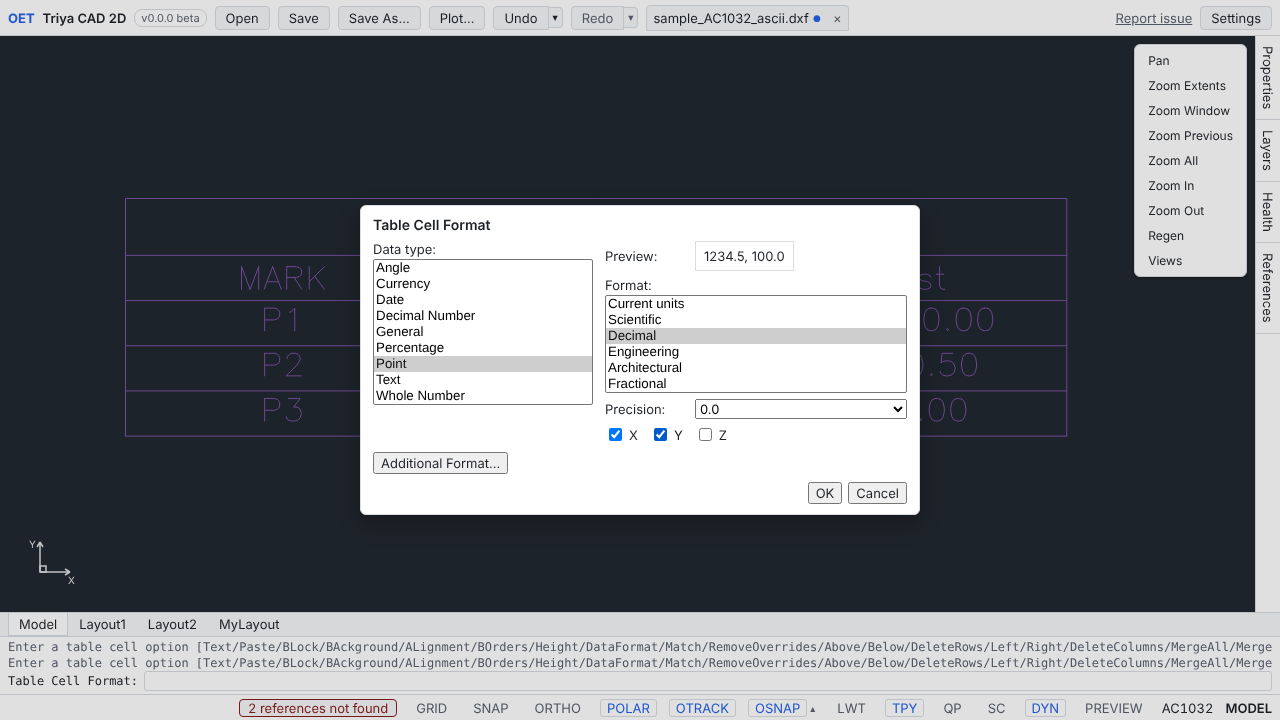 OET Triya CAD 2D v0.0.0 beta Open Save Save As... Plot... Undo ▾ Redo ▾ sample_AC1032_ascii.dxf ● × Report issue Settings
Pan
Zoom Extents
Zoom Window
Zoom Previous
Zoom All
Zoom In
Zoom Out
Regen
Views
Properties
Layers
Health
References
MARK
P1
P2
P3
st
0.00
.50
.00
Table Cell Format
Data type:
Angle
Currency
Date
Decimal Number
General
Percentage
Point
Text
Whole Number
Preview: 1234.5, 100.0
Format:
Current units
Scientific
Decimal
Engineering
Architectural
Fractional
Precision: 0.0
X Y Z
Additional Format...
OK Cancel
Y
X
Model Layout1 Layout2 MyLayout
Enter a table cell option [Text/Paste/BLock/BAckground/ALignment/BOrders/Height/DataFormat/Match/RemoveOverrides/Above/Below/DeleteRows/Left/Right/DeleteColumns/MergeAll/Merge
Enter a table cell option [Text/Paste/BLock/BAckground/ALignment/BOrders/Height/DataFormat/Match/RemoveOverrides/Above/Below/DeleteRows/Left/Right/DeleteColumns/MergeAll/Merge
Table Cell Format:
2 references not found GRID SNAP ORTHO POLAR OTRACK OSNAP ▴ LWT TPY QP SC DYN PREVIEW AC1032 MODEL